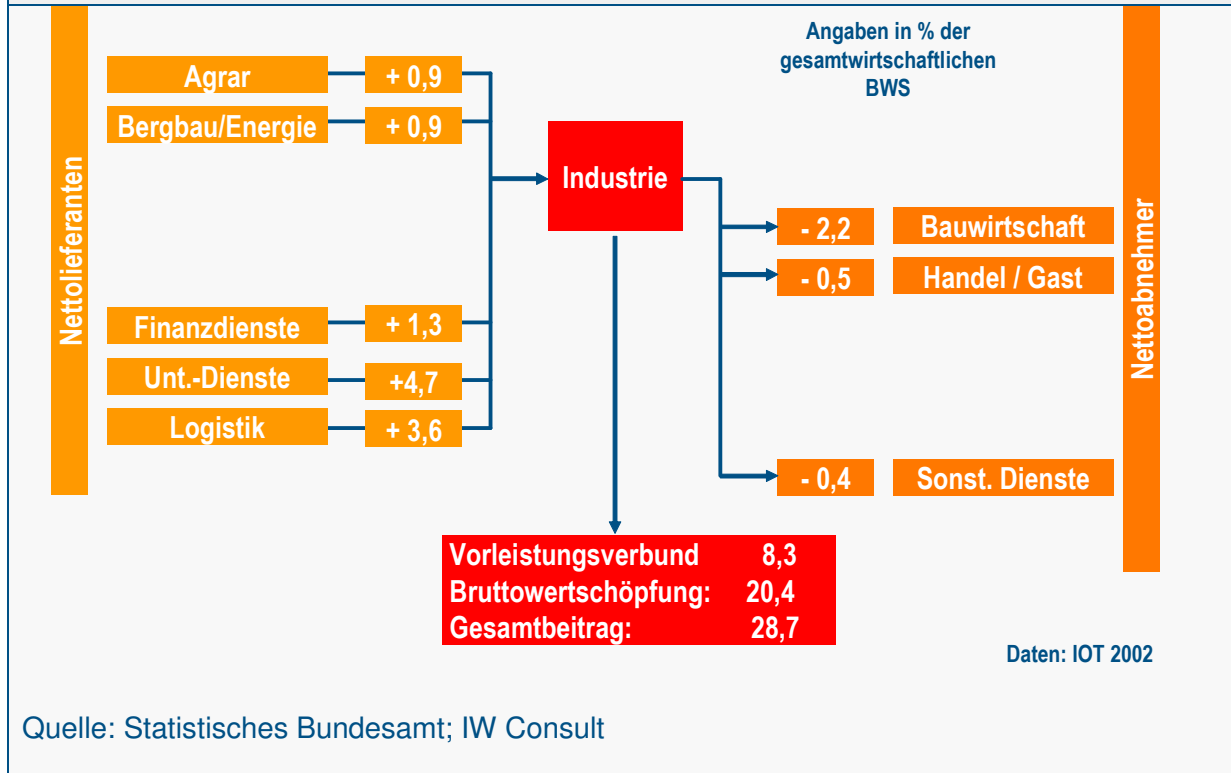 Angaben in % der
gesamtwirtschaftlichen
BWS
Nettolieferanten
Agrar + 0,9
Bergbau/Energie + 0,9
Finanzdienste + 1,3
Unt.-Dienste +4,7
Logistik + 3,6
Industrie
- 2,2 Bauwirtschaft
- 0,5 Handel / Gast
- 0,4 Sonst. Dienste
Nettoabnehmer
Vorleistungsverbund 8,3
Bruttowertschöpfung: 20,4
Gesamtbeitrag: 28,7
Daten: IOT 2002
Quelle: Statistisches Bundesamt; IW Consult